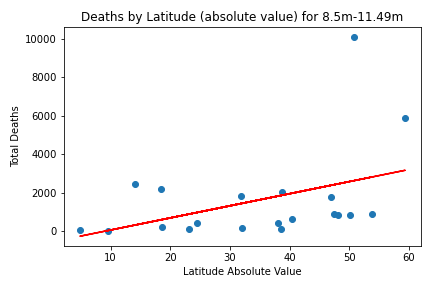 Deaths by Latitude (absolute value) for 8.5m-11.49m
10000
8000
6000
4000
2000
0
Total Deaths
10 20 30 40 50 60
Latitude Absolute Value